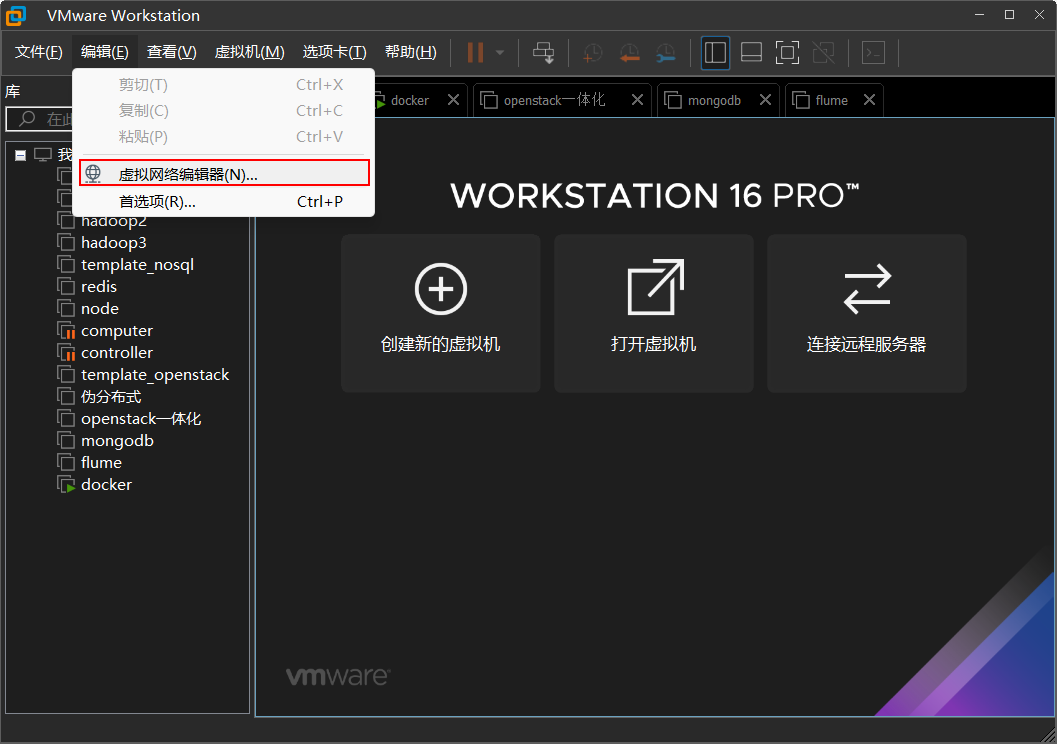 VMware Workstation
文件(F) 编辑(E) 查看(V) 虚拟机(M) 选项卡(T) 帮助(H)
剪切(T) Ctrl+X
复制(C) Ctrl+C
粘贴(P) Ctrl+V
虚拟网络编辑器(N)...
首选项(R)... Ctrl+P
库
在此
我
hadoop2
hadoop3
template_nosql
redis
node
computer
controller
template_openstack
伪分布式
openstack一体化
mongodb
flume
docker
docker openstack一体化 mongodb flume
WORKSTATION 16 PRO™
创建新的虚拟机 打开虚拟机 连接远程服务器
vmware®